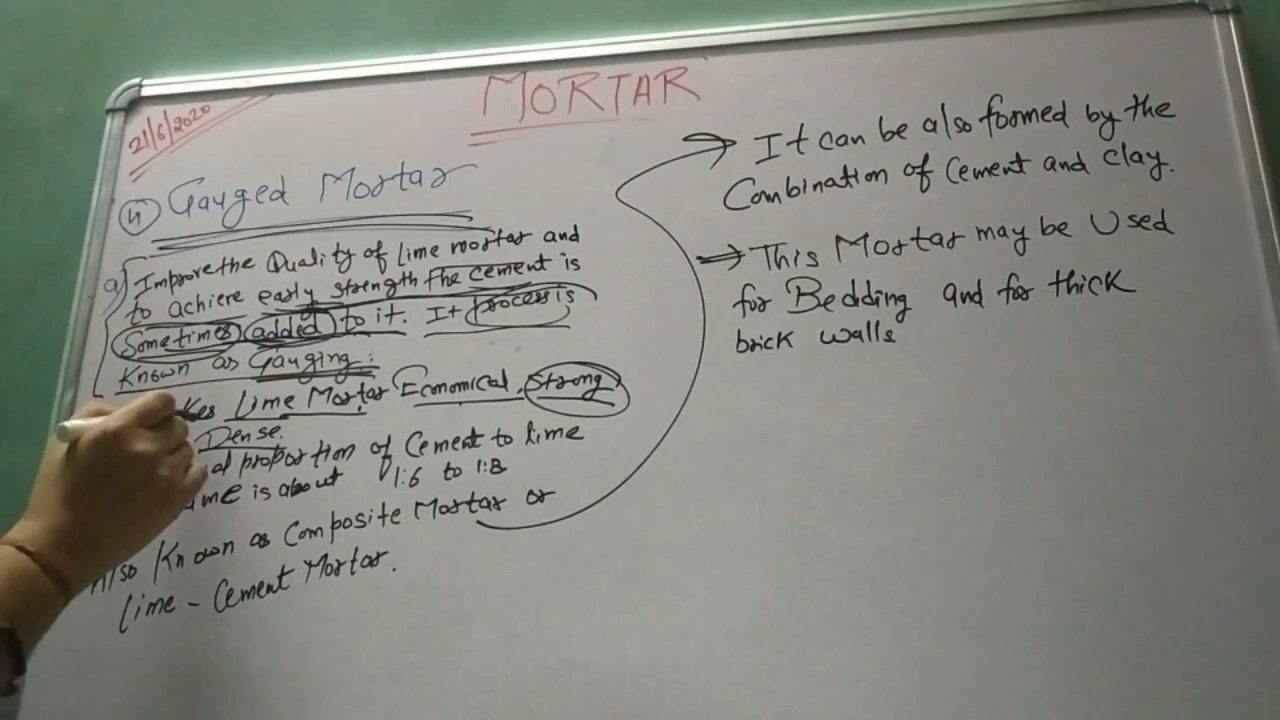 MORTAR
21/6/2020
4 Gauged Mortar
a) Improve the Quality of lime mortar and
to achieve early strength The cement is
Sometimes added to it. It process is
Known as Gauging:
kes Lime Mortar Economical, Strong
Dense.
al proportion of Cement to lime
ume is about 1:6 to 1:8
Also Known as Composite Mortar or
lime - Cement Mortar.
→ It can be also formed by the
Combination of Cement and clay.
→ This Mortar may be Used
for Bedding and for thick
brick walls